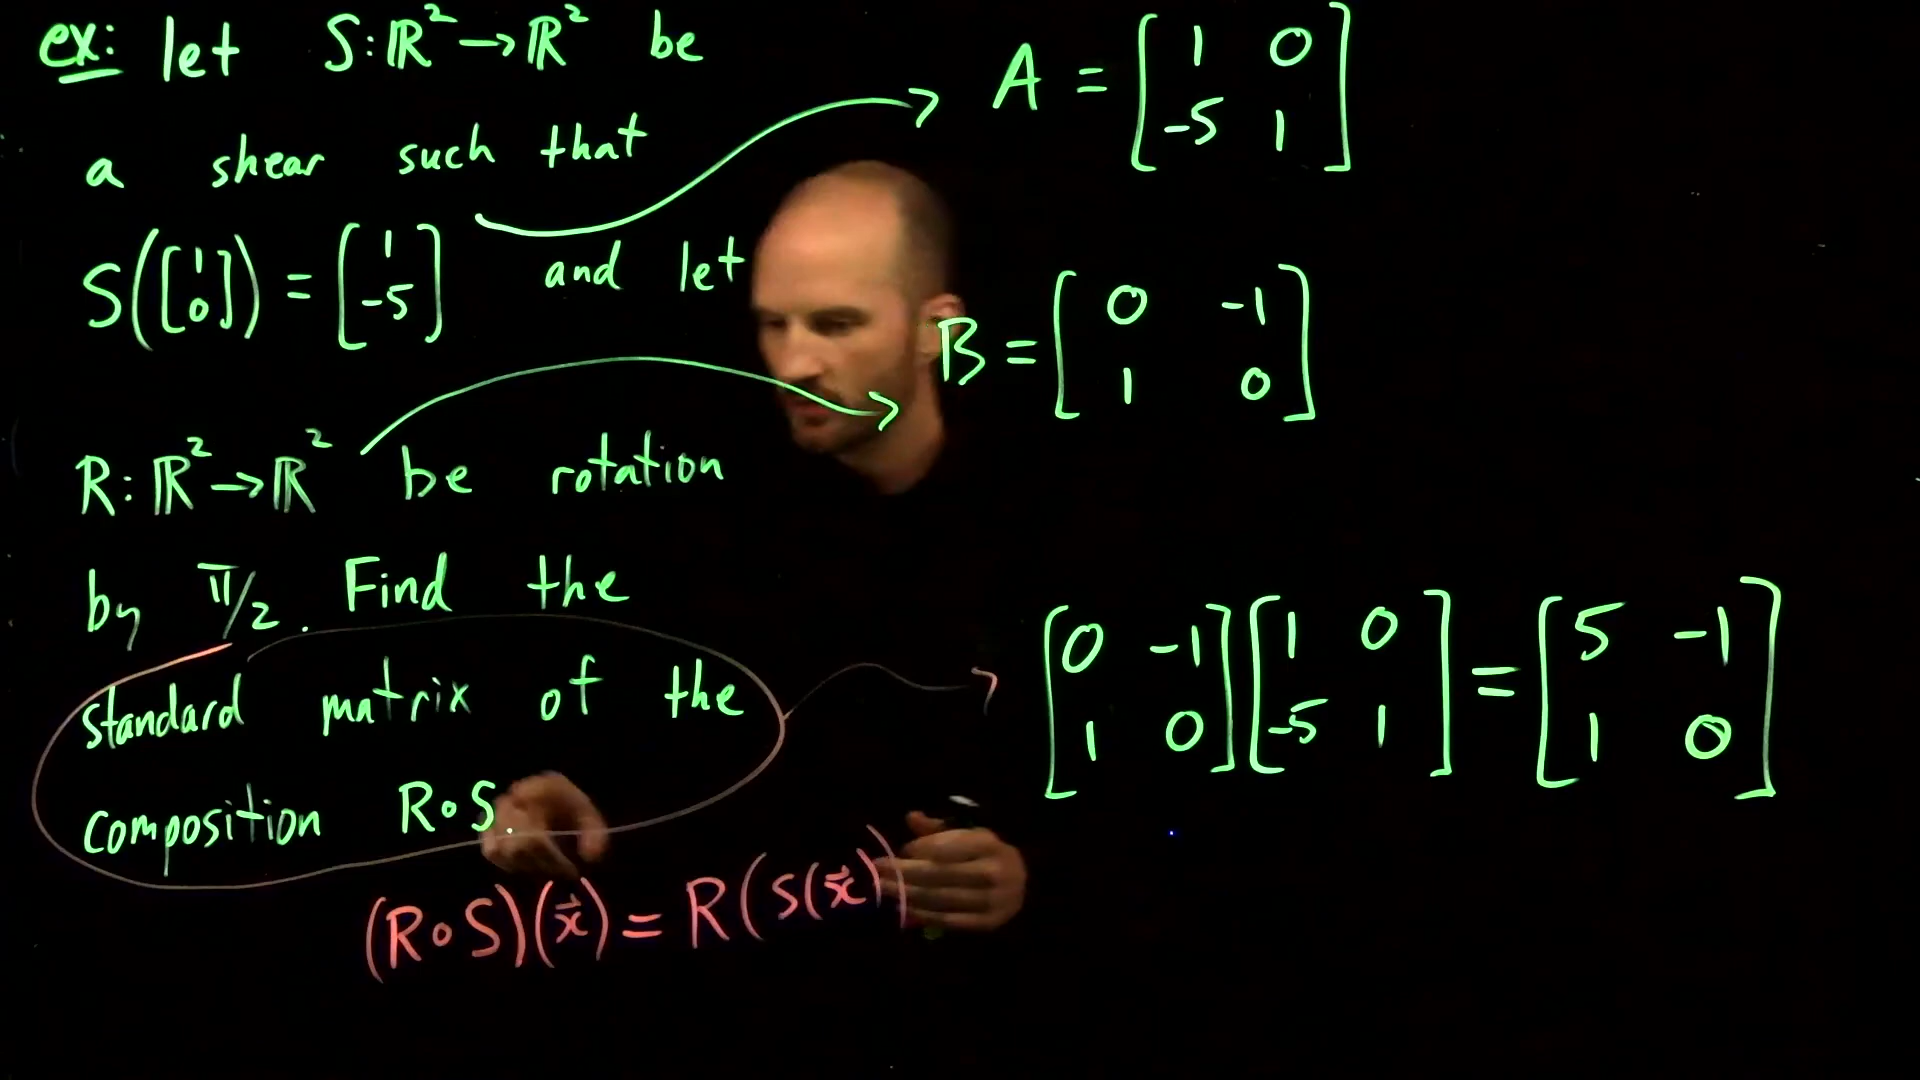 ex: let S: ℝ² → ℝ² be
a shear such that
S([1 0]) = [1 -5] and let
R: ℝ² → ℝ² be rotation
by π/2. Find the
standard matrix of the
composition R∘S.
(R∘S)(x⃗) = R(S(x⃗))
A = [1 0
-5 1]
B = [0 -1
1 0]
[0 -1] [1 0] = [5 -1]
[1 0] [-5 1] [1 0]